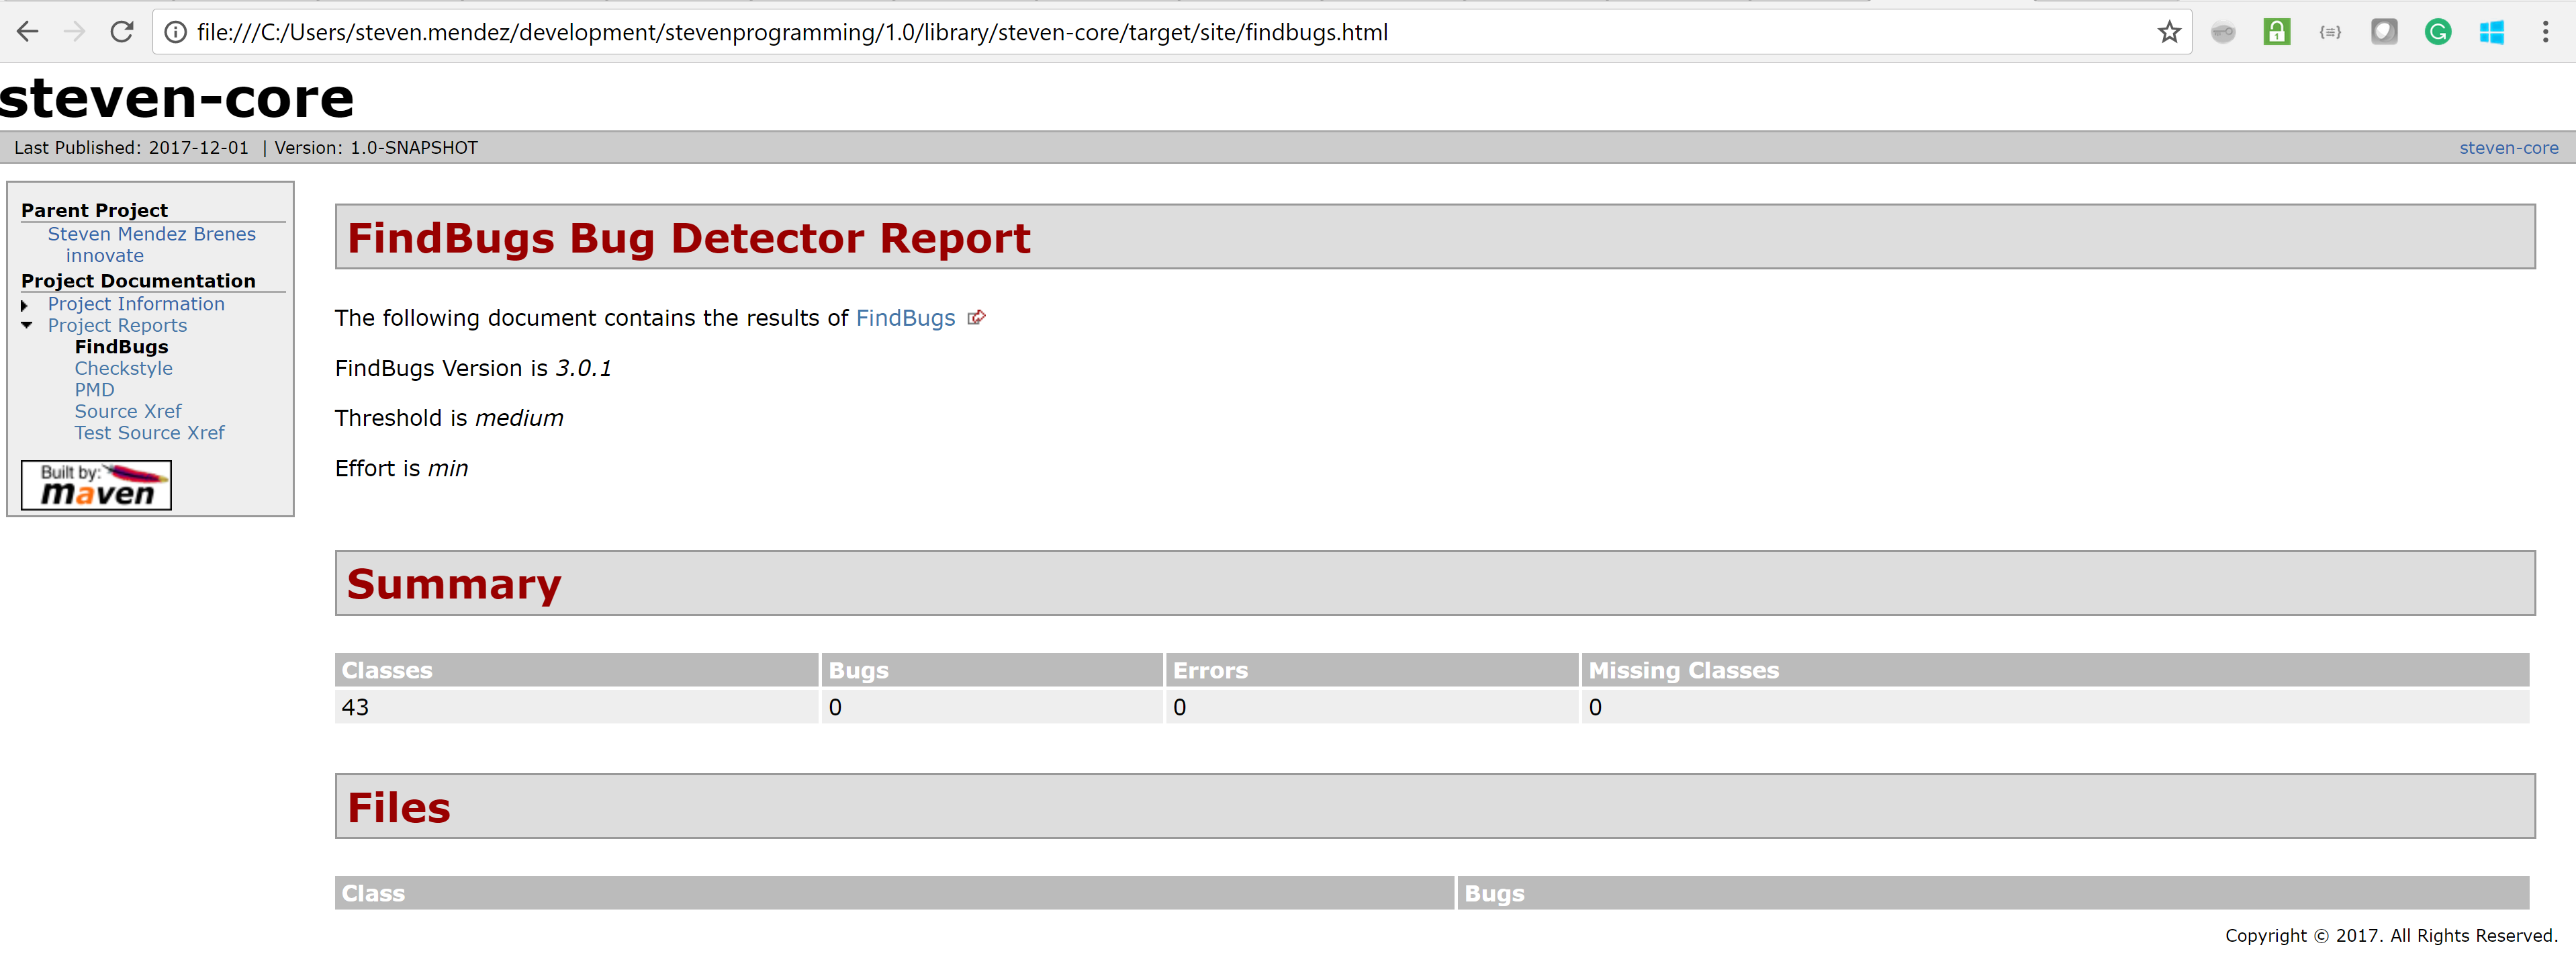 file:///C:/Users/steven.mendez/development/stevenprogramming/1.0/library/steven-core/target/site/findbugs.html
steven-core
Last Published: 2017-12-01 | Version: 1.0-SNAPSHOT
steven-core
Parent Project
Steven Mendez Brenes
innovate
Project Documentation
Project Information
Project Reports
FindBugs
Checkstyle
PMD
Source Xref
Test Source Xref
Built by:
maven
FindBugs Bug Detector Report
The following document contains the results of FindBugs
FindBugs Version is 3.0.1
Threshold is medium
Effort is min
Summary
Classes Bugs Errors Missing Classes
43 0 0 0
Files
Class Bugs
Copyright © 2017. All Rights Reserved.